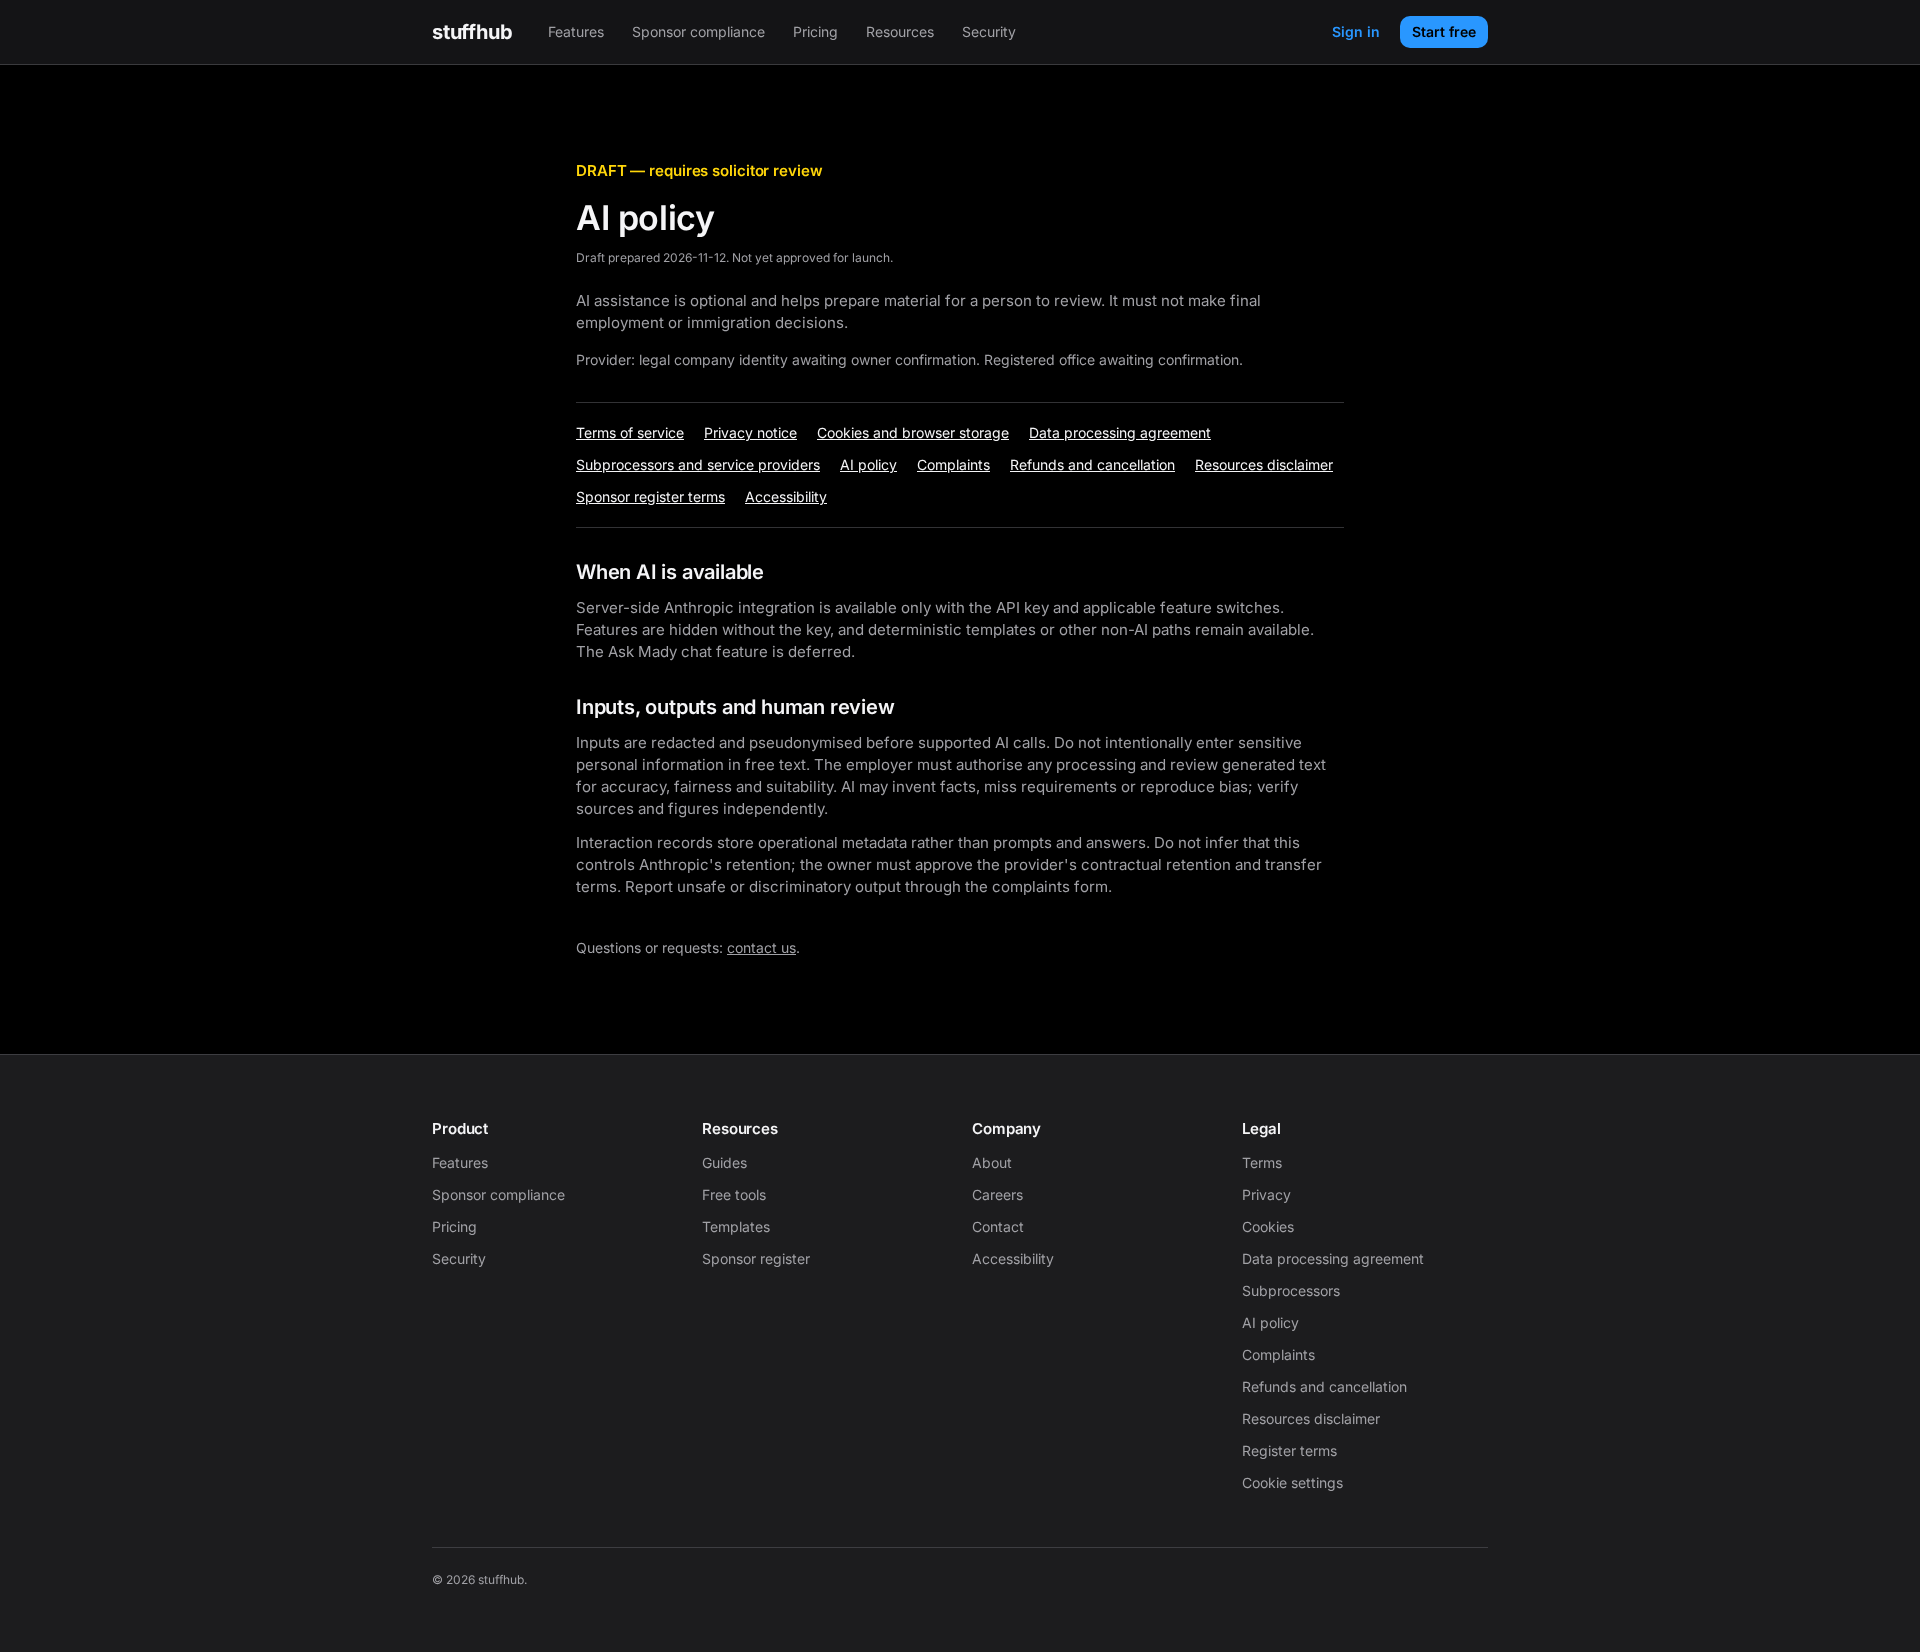 stuffhub Features Sponsor compliance Pricing Resources Security Sign in Start free
DRAFT — requires solicitor review
AI policy
Draft prepared 2026-11-12. Not yet approved for launch.
AI assistance is optional and helps prepare material for a person to review. It must not make final
employment or immigration decisions.
Provider: legal company identity awaiting owner confirmation. Registered office awaiting confirmation.
Terms of service Privacy notice Cookies and browser storage Data processing agreement
Subprocessors and service providers AI policy Complaints Refunds and cancellation Resources disclaimer
Sponsor register terms Accessibility
When AI is available
Server-side Anthropic integration is available only with the API key and applicable feature switches.
Features are hidden without the key, and deterministic templates or other non-AI paths remain available.
The Ask Mady chat feature is deferred.
Inputs, outputs and human review
Inputs are redacted and pseudonymised before supported AI calls. Do not intentionally enter sensitive
personal information in free text. The employer must authorise any processing and review generated text
for accuracy, fairness and suitability. AI may invent facts, miss requirements or reproduce bias; verify
sources and figures independently.
Interaction records store operational metadata rather than prompts and answers. Do not infer that this
controls Anthropic's retention; the owner must approve the provider's contractual retention and transfer
terms. Report unsafe or discriminatory output through the complaints form.
Questions or requests: contact us.
Product
Features
Sponsor compliance
Pricing
Security
Resources
Guides
Free tools
Templates
Sponsor register
Company
About
Careers
Contact
Accessibility
Legal
Terms
Privacy
Cookies
Data processing agreement
Subprocessors
AI policy
Complaints
Refunds and cancellation
Resources disclaimer
Register terms
Cookie settings
© 2026 stuffhub.